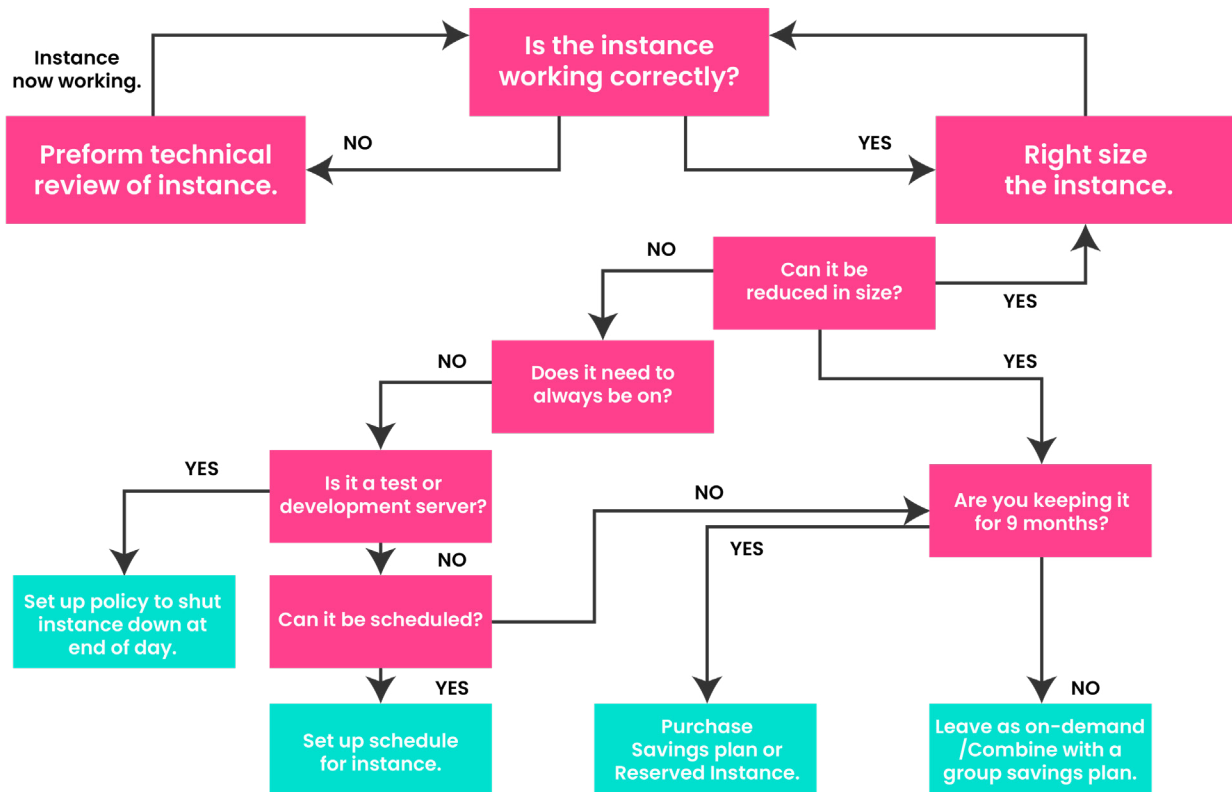 Is the instance
working correctly?
Instance
now working.
Preform technical
review of instance.
NO
YES
Right size
the instance.
Can it be
reduced in size?
NO
YES
Does it need to
always be on?
NO
YES
Is it a test or
development server?
YES
NO
Are you keeping it
for 9 months?
NO
YES
Set up policy to shut
instance down at
end of day.
Can it be scheduled?
YES
NO
Set up schedule
for instance.
Purchase
Savings plan or
Reserved Instance.
Leave as on-demand
/Combine with a
group savings plan.